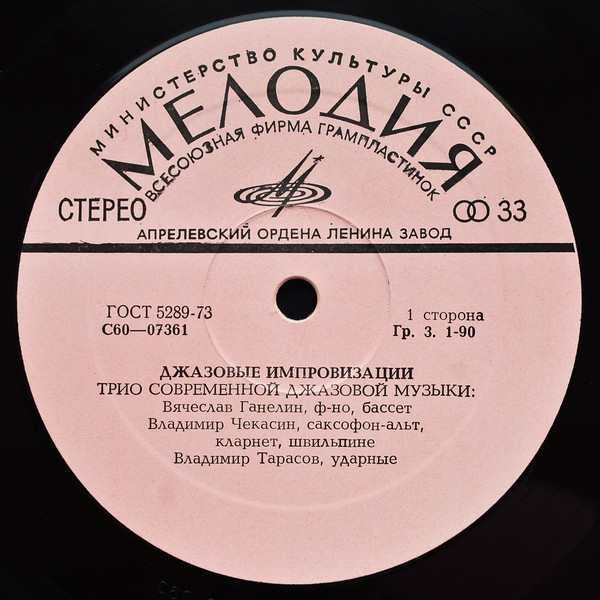 МИНИСТЕРСТВО КУЛЬТУРЫ СССР
МЕЛОДИЯ
ВСЕСОЮЗНАЯ ФИРМА ГРАМПЛАСТИНОК
СТЕРЕО
33
АПРЕЛЕВСКИЙ ОРДЕНА ЛЕНИНА ЗАВОД
ГОСТ 5289-73
1 сторона
С60—07361
Гр. 3. 1-90
ДЖАЗОВЫЕ ИМПРОВИЗАЦИИ
ТРИО СОВРЕМЕННОЙ ДЖАЗОВОЙ МУЗЫКИ:
Вячеслав Ганелин, ф-но, бассет
Владимир Чекасин, саксофон-альт,
кларнет, швильпине
Владимир Тарасов, ударные